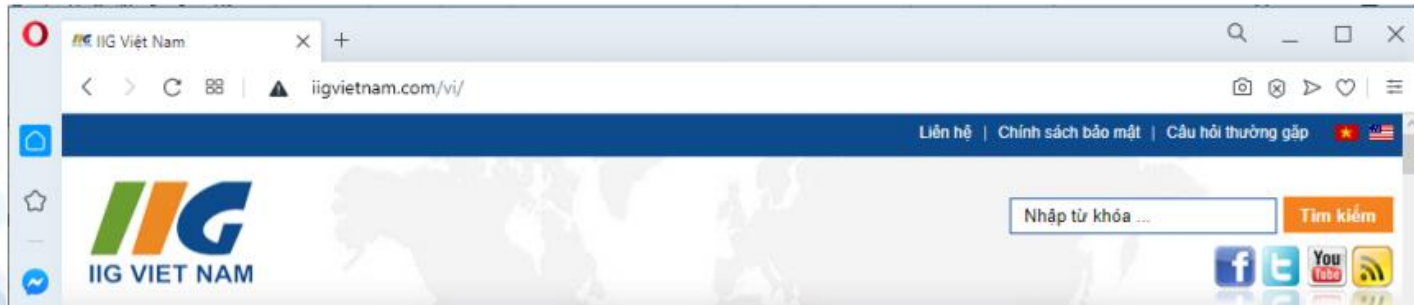 IIG Việt Nam
iigvietnam.com/vi/
Liên hệ | Chính sách bảo mật | Câu hỏi thường gặp
Nhập từ khóa ... Tìm kiếm
IIG VIET NAM
You Tube